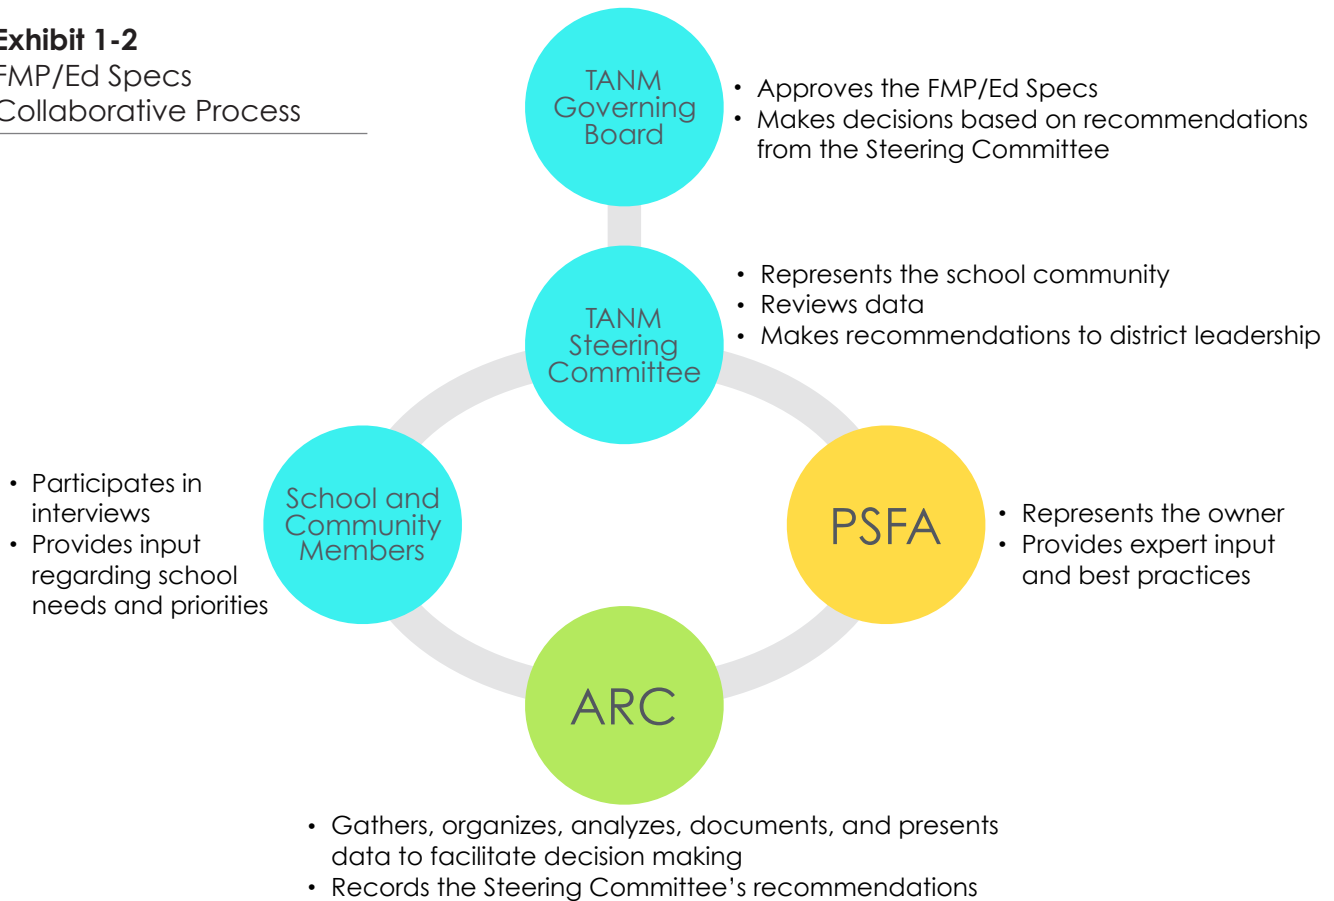 Exhibit 1-2
FMP/Ed Specs
Collaborative Process
TANM
Governing
Board
• Approves the FMP/Ed Specs
• Makes decisions based on recommendations
from the Steering Committee
TANM
Steering
Committee
• Represents the school community
• Reviews data
• Makes recommendations to district leadership
• Participates in
interviews
• Provides input
regarding school
needs and priorities
School and
Community
Members
PSFA
• Represents the owner
• Provides expert input
and best practices
ARC
• Gathers, organizes, analyzes, documents, and presents
data to facilitate decision making
• Records the Steering Committee’s recommendations